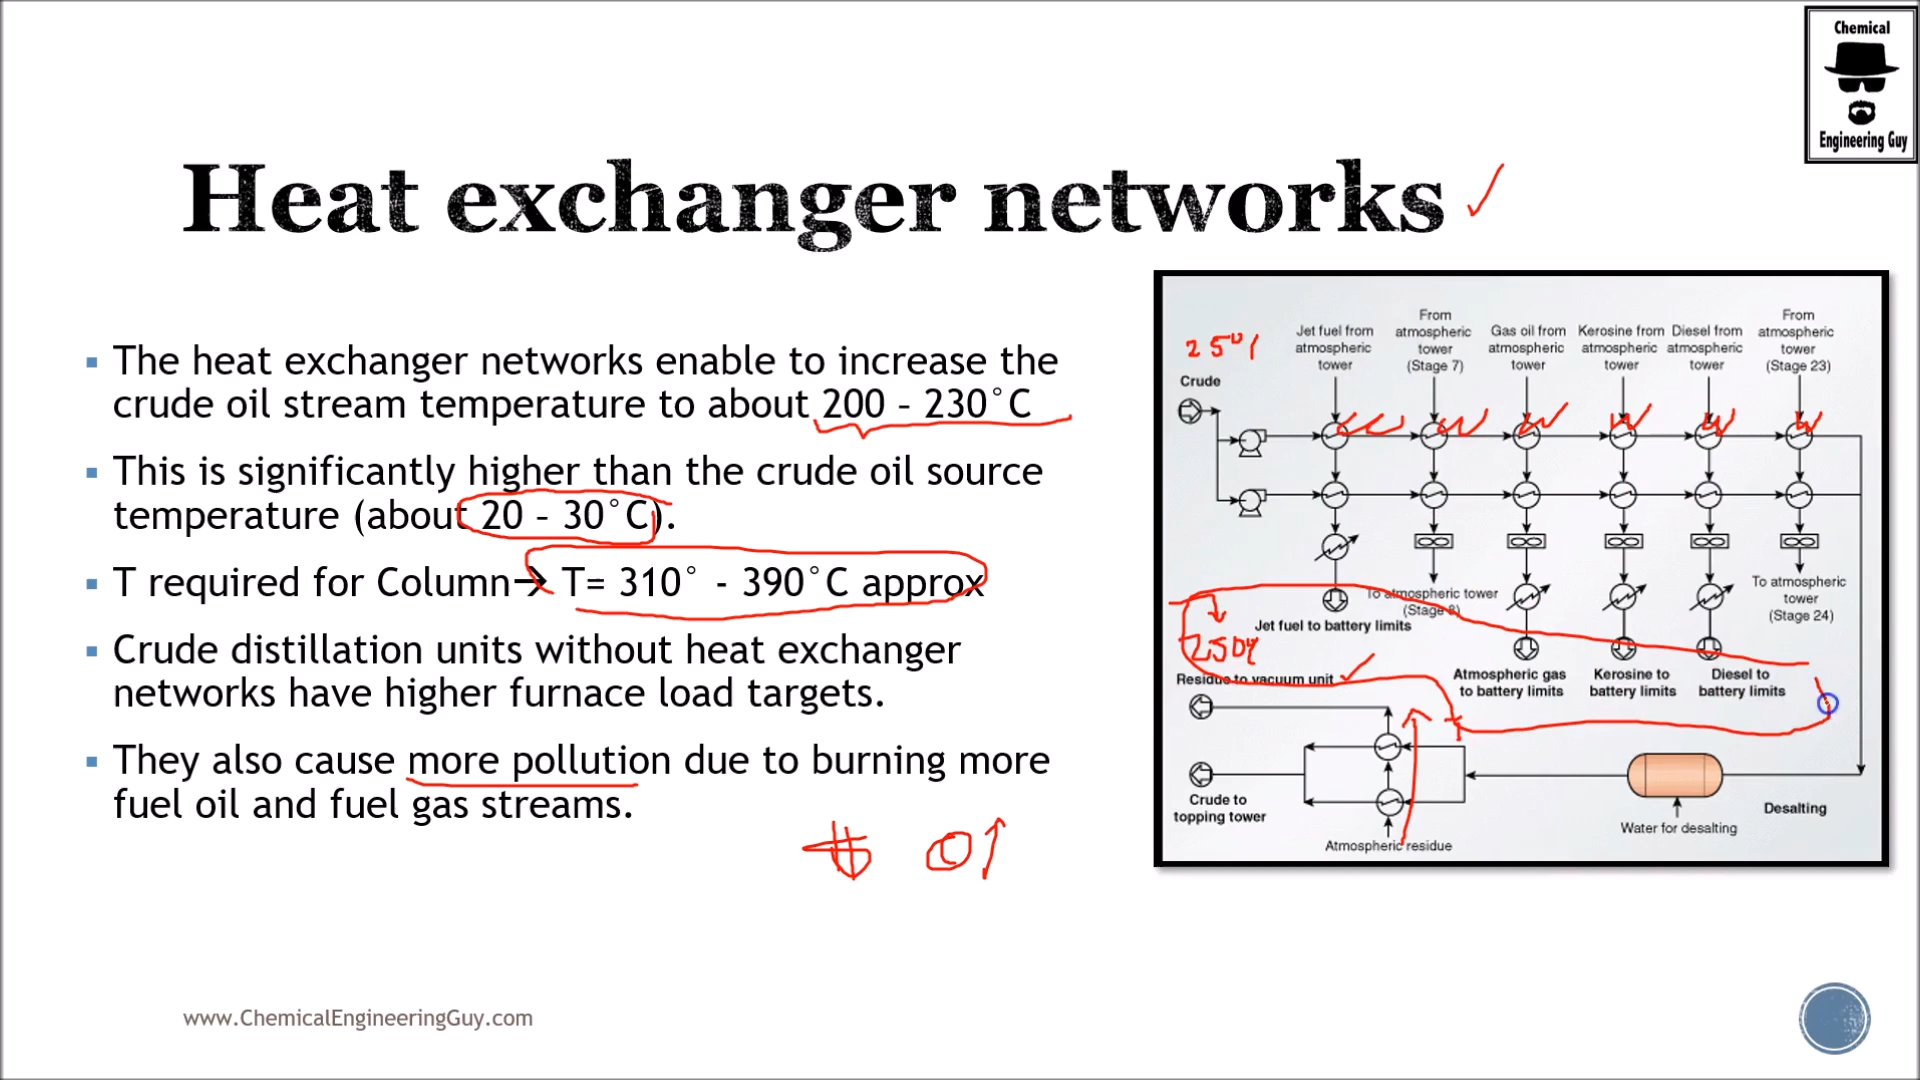 Chemical
Engineering Guy
Heat exchanger networks
▪ The heat exchanger networks enable to increase the
crude oil stream temperature to about 200 – 230°C
▪ This is significantly higher than the crude oil source
temperature (about 20 – 30°C).
▪ T required for Column→ T= 310° - 390°C approx
▪ Crude distillation units without heat exchanger
networks have higher furnace load targets.
▪ They also cause more pollution due to burning more
fuel oil and fuel gas streams.
Crude
Jet fuel from
atmospheric
tower
From
atmospheric
tower
(Stage 7)
Gas oil from
atmospheric
tower
Kerosine from
atmospheric
tower
Diesel from
atmospheric
tower
From
atmospheric
tower
(Stage 23)
To atmospheric tower
(Stage 8)
To atmospheric
tower
(Stage 24)
Jet fuel to battery limits
Residue to vacuum unit
Atmospheric gas
to battery limits
Kerosine to
battery limits
Diesel to
battery limits
Crude to
topping tower
Atmospheric residue
Water for desalting
Desalting
www.ChemicalEngineeringGuy.com